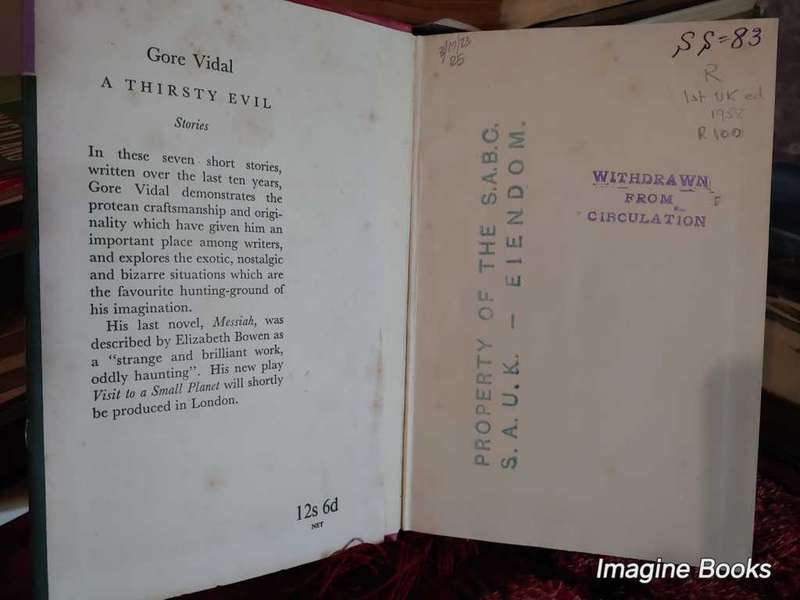 Gore Vidal
A THIRSTY EVIL
Stories
In these seven short stories,
written over the last ten years,
Gore Vidal demonstrates the
protean craftsmanship and origi-
nality which have given him an
important place among writers,
and explores the exotic, nostalgic
and bizarre situations which are
the favourite hunting-ground of
his imagination.
His last novel, Messiah, was
described by Elizabeth Bowen as
a "strange and brilliant work,
oddly haunting". His new play
Visit to a Small Planet will shortly
be produced in London.
12s 6d
NET
25
SS=83
R
1st UK ed
1958
R100
WITHDRAWN
FROM
CIRCULATION
PROPERTY OF THE S.A.B.C.
S.A.U.K. — EIENDOM.
Imagine Books